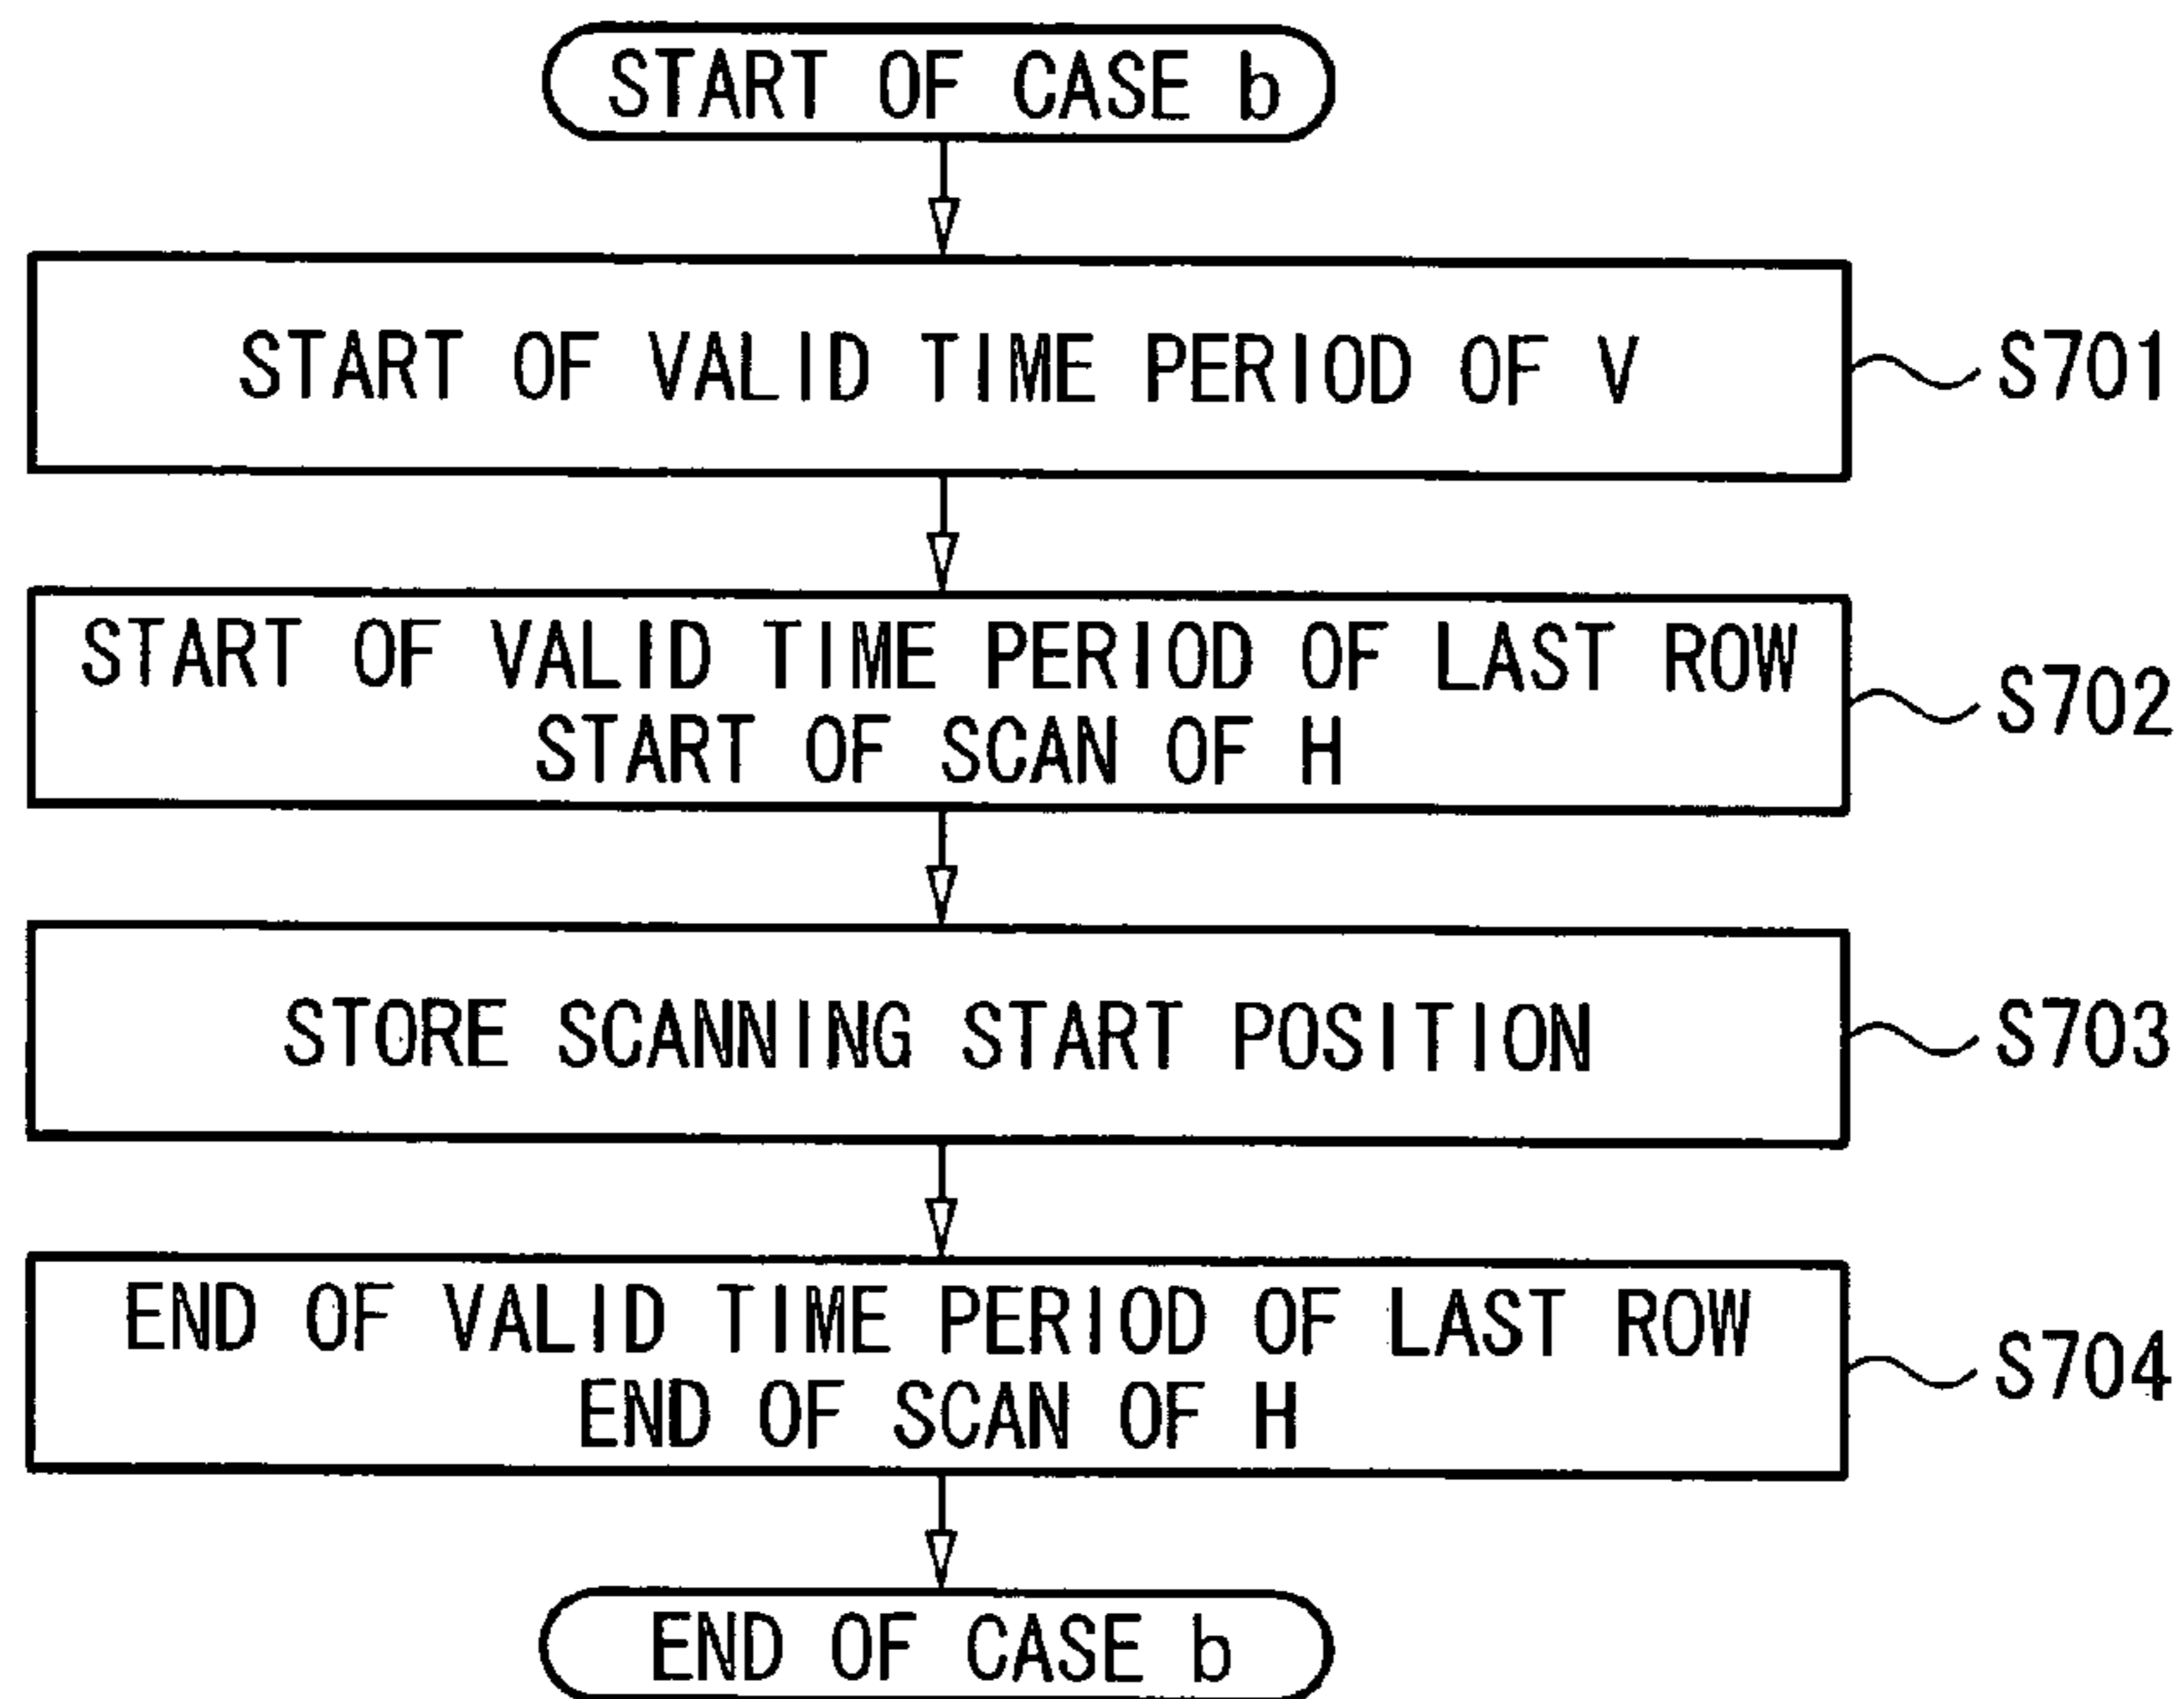 START OF CASE b
START OF VALID TIME PERIOD OF V
S701
START OF VALID TIME PERIOD OF LAST ROW
START OF SCAN OF H
S702
STORE SCANNING START POSITION
S703
END OF VALID TIME PERIOD OF LAST ROW
END OF SCAN OF H
S704
END OF CASE b